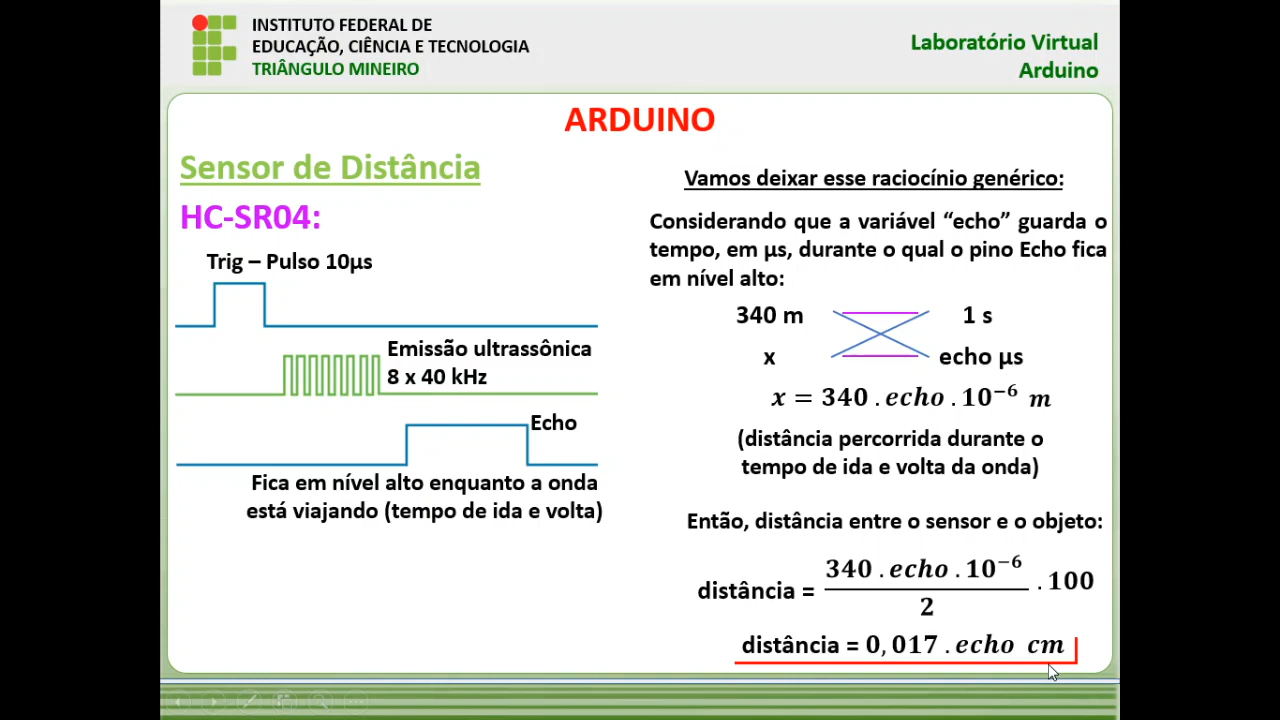 INSTITUTO FEDERAL DE
EDUCAÇÃO, CIÊNCIA E TECNOLOGIA
TRIÂNGULO MINEIRO
Laboratório Virtual
Arduino
ARDUINO
Sensor de Distância
HC-SR04:
Trig – Pulso 10µs
Emissão ultrassônica
8 x 40 kHz
Echo
Fica em nível alto enquanto a onda
está viajando (tempo de ida e volta)
Vamos deixar esse raciocínio genérico:
Considerando que a variável “echo” guarda o
tempo, em µs, durante o qual o pino Echo fica
em nível alto:
340 m 1 s
x echo µs
x = 340 . echo . 10⁻⁶ m
(distância percorrida durante o
tempo de ida e volta da onda)
Então, distância entre o sensor e o objeto:
340 . echo . 10⁻⁶
distância = . 100
2
distância = 0,017 . echo cm